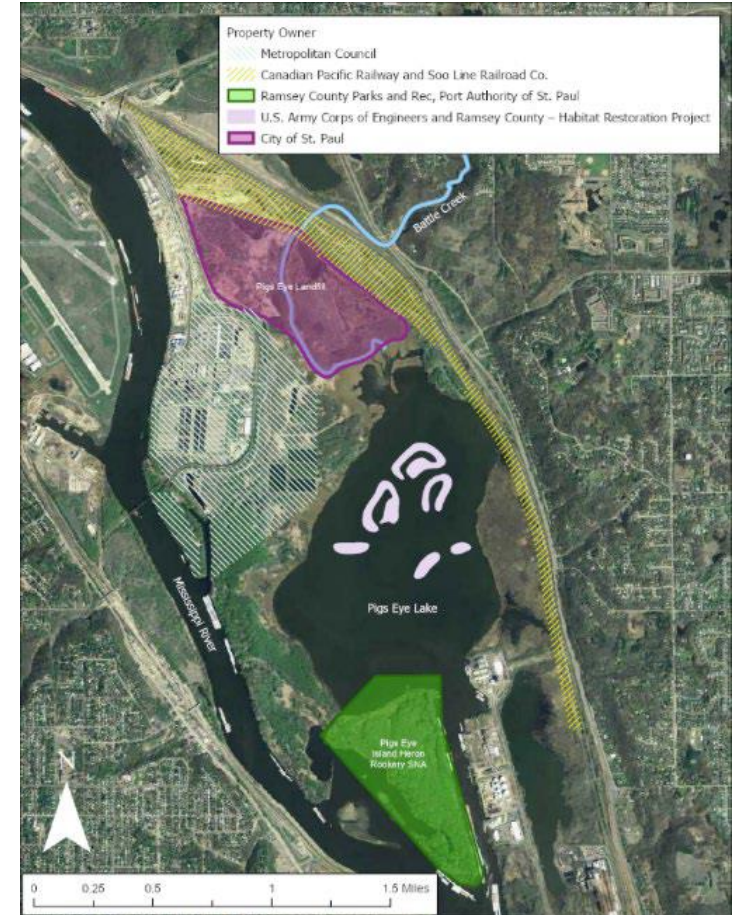 Property Owner
Metropolitan Council
Canadian Pacific Railway and Soo Line Railroad Co.
Ramsey County Parks and Rec, Port Authority of St. Paul
U.S. Army Corps of Engineers and Ramsey County – Habitat Restoration Project
City of St. Paul
Battle Creek
Pigs Eye Landfill
Mississippi River
Pigs Eye Lake
Pigs Eye
Island Heron
Rookery SNA
N
0 0.25 0.5 1 1.5 Miles